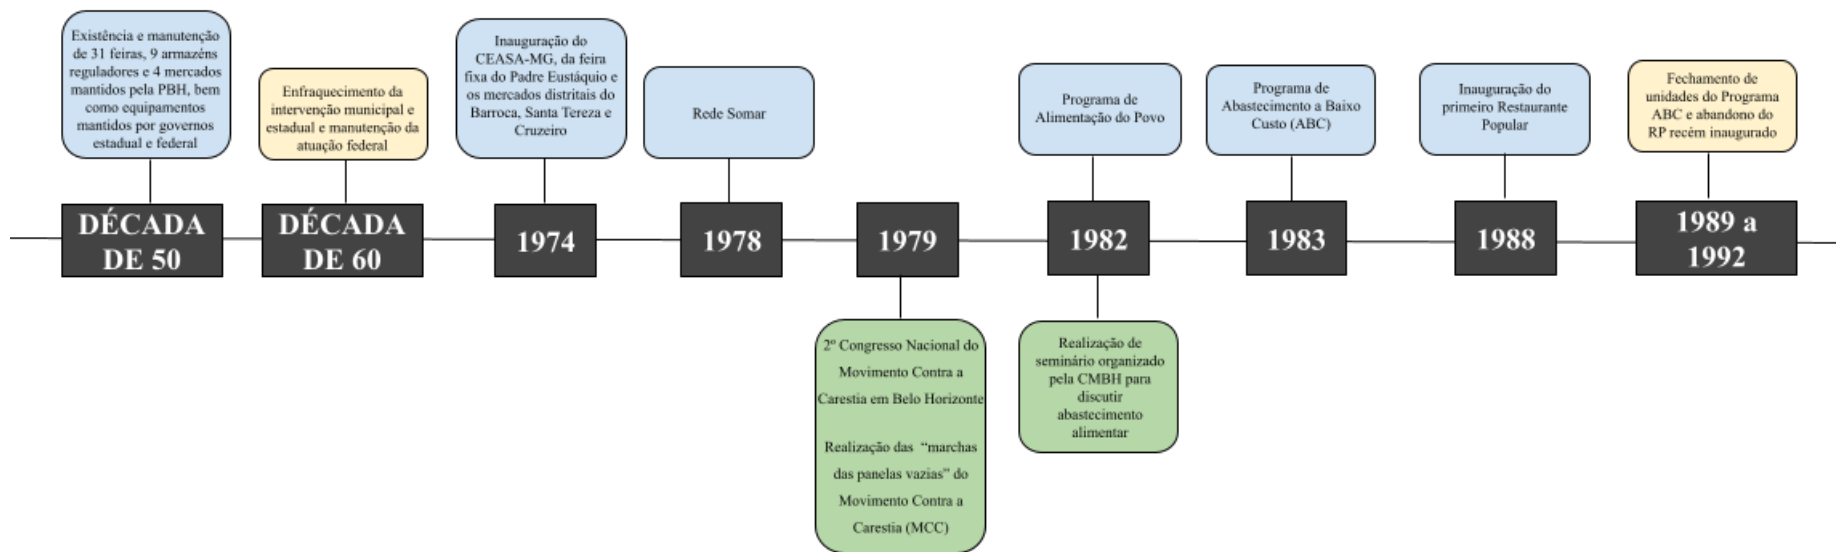 Existência e manutenção
de 31 feiras, 9 armazéns
reguladores e 4 mercados
mantidos pela PBH, bem
como equipamentos
mantidos por governos
estadual e federal
DÉCADA
DE 50
Enfraquecimento da
intervenção municipal e
estadual e manutenção da
atuação federal
DÉCADA
DE 60
Inauguração do
CEASA-MG, da feira
fixa do Padre Eustáquio e
os mercados distritais do
Barroca, Santa Tereza e
Cruzeiro
1974
Rede Somar
1978
1979
2º Congresso Nacional do
Movimento Contra a
Carestia em Belo Horizonte
Realização das “marchas
das panelas vazias” do
Movimento Contra a
Carestia (MCC)
Programa de
Alimentação do Povo
1982
Realização de
seminário organizado
pela CMBH para
discutir
abastecimento
alimentar
Programa de
Abastecimento a Baixo
Custo (ABC)
1983
Inauguração do
primeiro Restaurante
Popular
1988
Fechamento de
unidades do Programa
ABC e abandono do
RP recém inaugurado
1989 a
1992